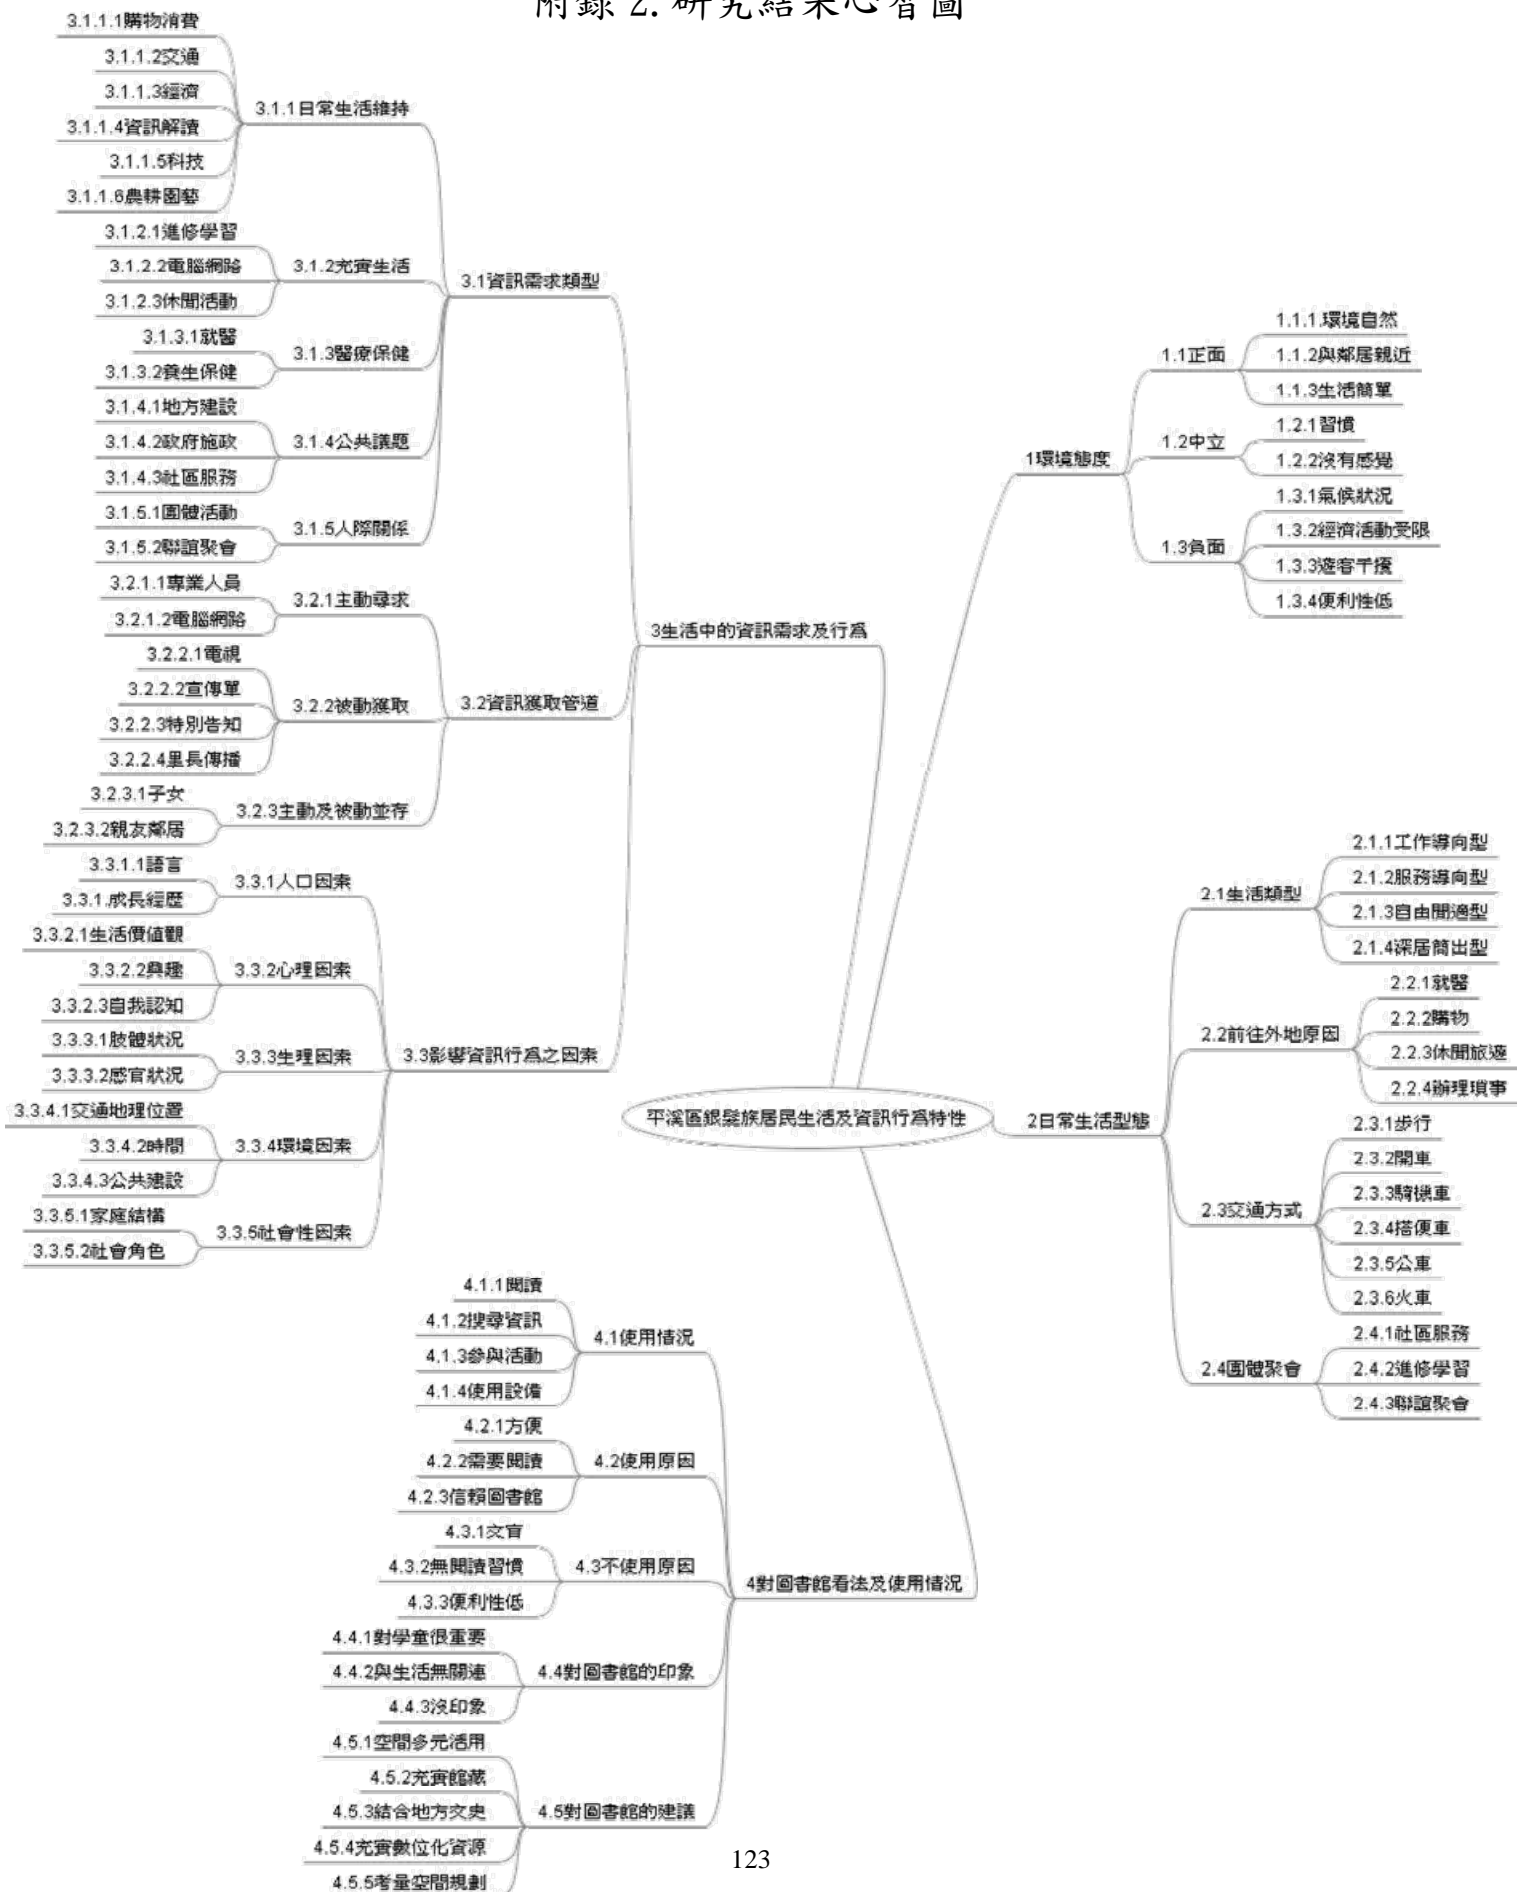 附錄 2. 研究結果心智圖
平溪區銀髮族居民生活及資訊行為特性
1環境態度
1.1正面
1.1.1.環境自然
1.1.2與鄰居親近
1.1.3生活簡單
1.2中立
1.2.1習慣
1.2.2沒有感覺
1.3負面
1.3.1氣候狀況
1.3.2經濟活動受限
1.3.3遊客干擾
1.3.4便利性低
2日常生活型態
2.1生活類型
2.1.1工作導向型
2.1.2服務導向型
2.1.3自由閒適型
2.1.4深居簡出型
2.2前往外地原因
2.2.1就醫
2.2.2購物
2.2.3休閒旅遊
2.2.4辦理瑣事
2.3交通方式
2.3.1步行
2.3.2開車
2.3.3騎機車
2.3.4搭便車
2.3.5公車
2.3.6火車
2.4團體聚會
2.4.1社區服務
2.4.2進修學習
2.4.3聯誼聚會
3生活中的資訊需求及行為
3.1資訊需求類型
3.1.1日常生活維持
3.1.1.1購物消費
3.1.1.2交通
3.1.1.3經濟
3.1.1.4資訊解讀
3.1.1.5科技
3.1.1.6農耕園藝
3.1.2充實生活
3.1.2.1進修學習
3.1.2.2電腦網路
3.1.2.3休閒活動
3.1.3醫療保健
3.1.3.1就醫
3.1.3.2養生保健
3.1.4公共議題
3.1.4.1地方建設
3.1.4.2政府施政
3.1.4.3社區服務
3.1.5人際關係
3.1.5.1團體活動
3.1.5.2聯誼聚會
3.2資訊獲取管道
3.2.1主動尋求
3.2.1.1專業人員
3.2.1.2電腦網路
3.2.2被動獲取
3.2.2.1電視
3.2.2.2宣傳單
3.2.2.3特別告知
3.2.2.4里長傳播
3.2.3主動及被動並存
3.2.3.1子女
3.2.3.2親友鄰居
3.3影響資訊行為之因素
3.3.1人口因素
3.3.1.1語言
3.3.1.成長經歷
3.3.2心理因素
3.3.2.1生活價值觀
3.3.2.2興趣
3.3.2.3自我認知
3.3.3生理因素
3.3.3.1肢體狀況
3.3.3.2感官狀況
3.3.4環境因素
3.3.4.1交通地理位置
3.3.4.2時間
3.3.4.3公共建設
3.3.5社會性因素
3.3.5.1家庭結構
3.3.5.2社會角色
4對圖書館看法及使用情況
4.1使用情況
4.1.1閱讀
4.1.2搜尋資訊
4.1.3參與活動
4.1.4使用設備
4.2使用原因
4.2.1方便
4.2.2需要閱讀
4.2.3信賴圖書館
4.3不使用原因
4.3.1文盲
4.3.2無閱讀習慣
4.3.3便利性低
4.4對圖書館的印象
4.4.1對學童很重要
4.4.2與生活無關連
4.4.3沒印象
4.5對圖書館的建議
4.5.1空間多元活用
4.5.2充實館藏
4.5.3結合地方文史
4.5.4充實數位化資源
4.5.5考量空間規劃
123